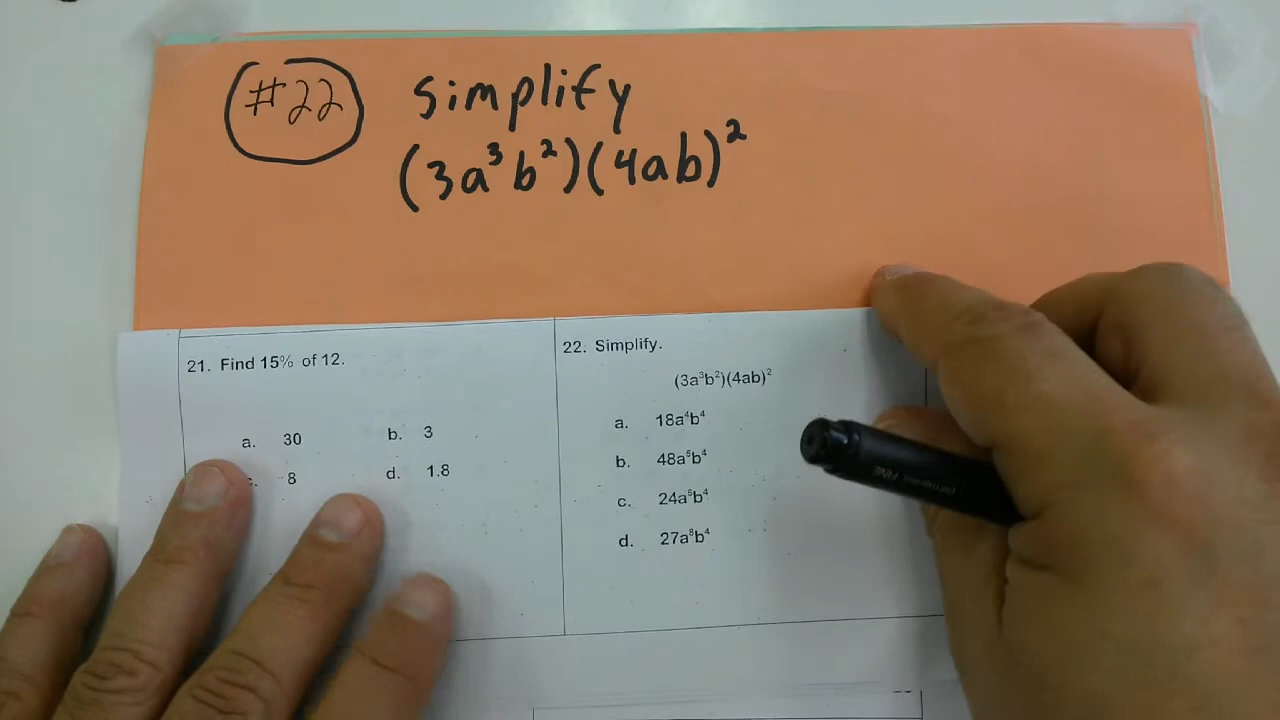 #22 simplify
(3a³b²)(4ab)²
21. Find 15% of 12.
a. 30 b. 3
8 d. 1.8
22. Simplify.
(3a³b²)(4ab)²
a. 18a⁴b⁴
b. 48a⁵b⁴
c. 24a⁶b⁴
d. 27a⁸b⁴